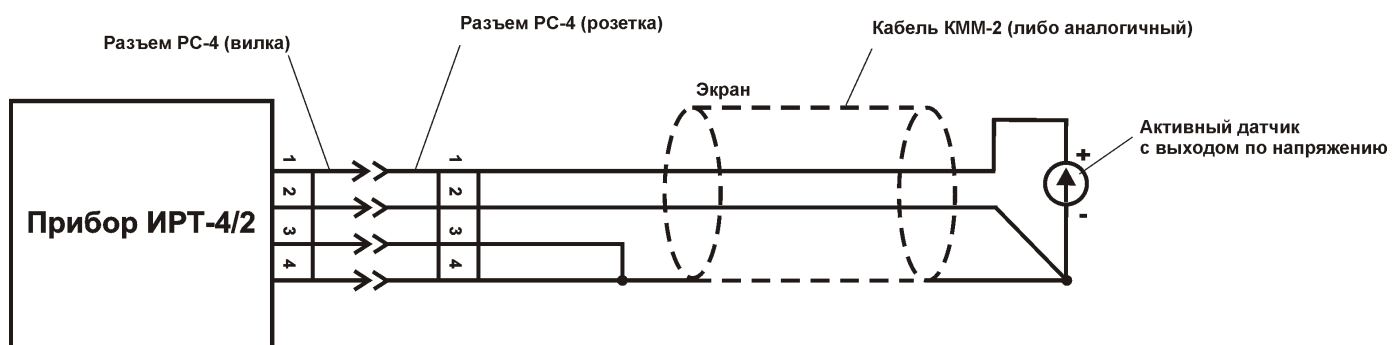 Разъем РС-4 (вилка)
Разъем РС-4 (розетка)
Кабель КММ-2 (либо аналогичный)
Экран
Активный датчик
с выходом по напряжению
+
-
Прибор ИРТ-4/2
1
2
3
4
1
2
3
4